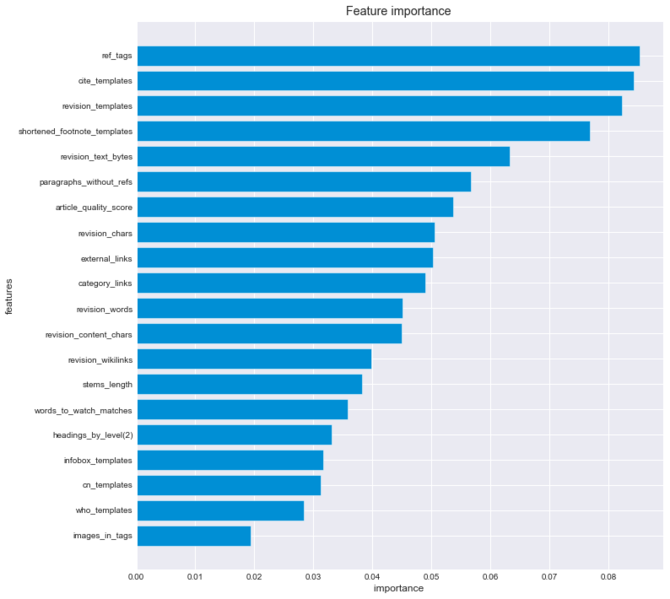 Feature importance
features
ref_tags
cite_templates
revision_templates
shortened_footnote_templates
revision_text_bytes
paragraphs_without_refs
article_quality_score
revision_chars
external_links
category_links
revision_words
revision_content_chars
revision_wikilinks
stems_length
words_to_watch_matches
headings_by_level(2)
infobox_templates
cn_templates
who_templates
images_in_tags
0.00 0.01 0.02 0.03 0.04 0.05 0.06 0.07 0.08
importance